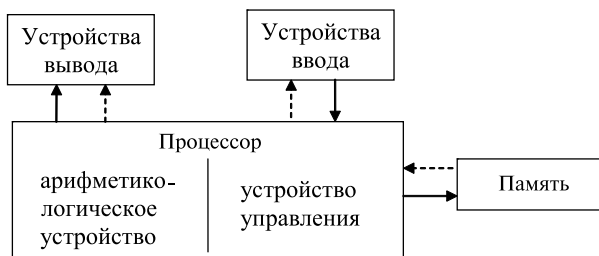 Устройства
вывода
Устройства
ввода
Процессор
арифметико-
логическое
устройство
устройство
управления
Память